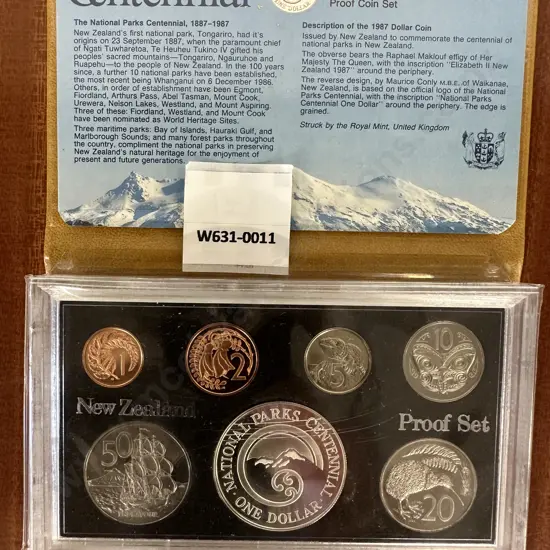 Centennial
Proof Coin Set
The National Parks Centennial, 1887–1987
New Zealand's first national park, Tongariro, had it's
origins on 23 September 1887, when the paramount chief
of Ngati Tuwharetoa, Te Heuheu Tukino IV gifted his
peoples' sacred mountains—Tongariro, Ngauruhoe and
Ruapehu—to the people of New Zealand. In the 100 years
since, a further 10 national parks have been established,
the most recent being Whanganui on 6 December 1986.
Others, in order of establishment have been Egmont,
Fiordland, Arthurs Pass, Abel Tasman, Mount Cook,
Urewera, Nelson Lakes, Westland, and Mount Aspiring.
Three of these: Fiordland, Westland, and Mount Cook
have been nominated as World Heritage Sites.
Three maritime parks: Bay of Islands, Hauraki Gulf, and
Marlborough Sounds; and many forest parks throughout
the country, compliment the national parks in preserving
New Zealand's natural heritage for the enjoyment of
present and future generations.
Description of the 1987 Dollar Coin
Issued by New Zealand to commemorate the centennial of
national parks in New Zealand.
The obverse bears the Raphael Maklouf effigy of Her
Majesty The Queen, with the inscription "Elizabeth II New
Zealand 1987" around the periphery.
The reverse design, by Maurice Conly M.B.E. of Waikanae,
New Zealand, is based on the official logo of the National
Parks Centennial, with the inscription "National Parks
Centennial One Dollar" around the periphery. The edge is
grained.
Struck by the Royal Mint, United Kingdom
W631-0011
1
2
5
10
New Zealand
Proof Set
50
NATIONAL PARKS CENTENNIAL
ONE DOLLAR
20